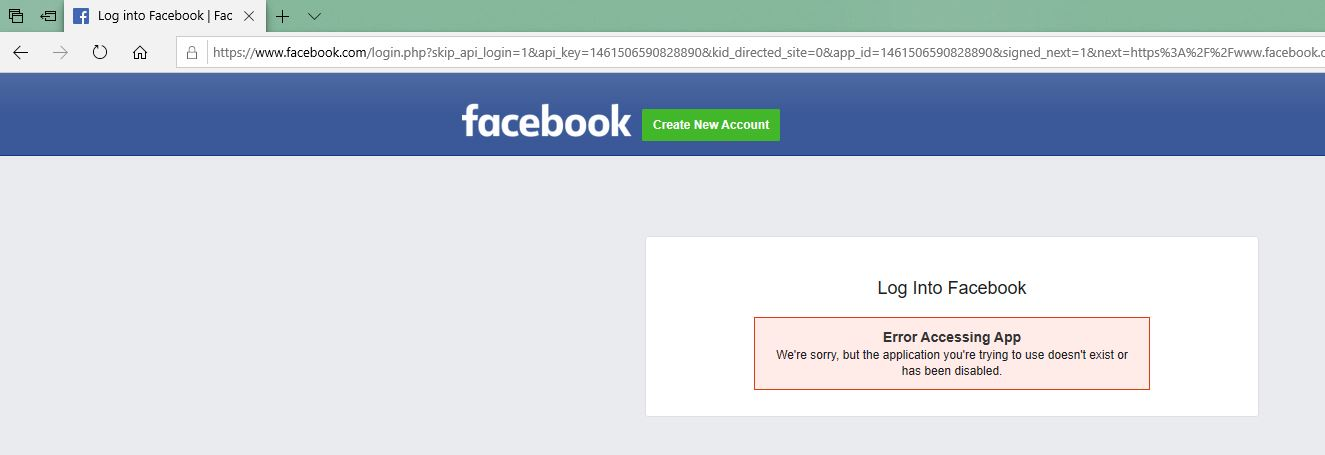 Log into Facebook | Fac
https://www.facebook.com/login.php?skip_api_login=1&api_key=1461506590828890&kid_directed_site=0&app_id=1461506590828890&signed_next=1&next=https%3A%2F%2Fwww.facebook.c
facebook
Create New Account
Log Into Facebook
Error Accessing App
We're sorry, but the application you're trying to use doesn't exist or
has been disabled.